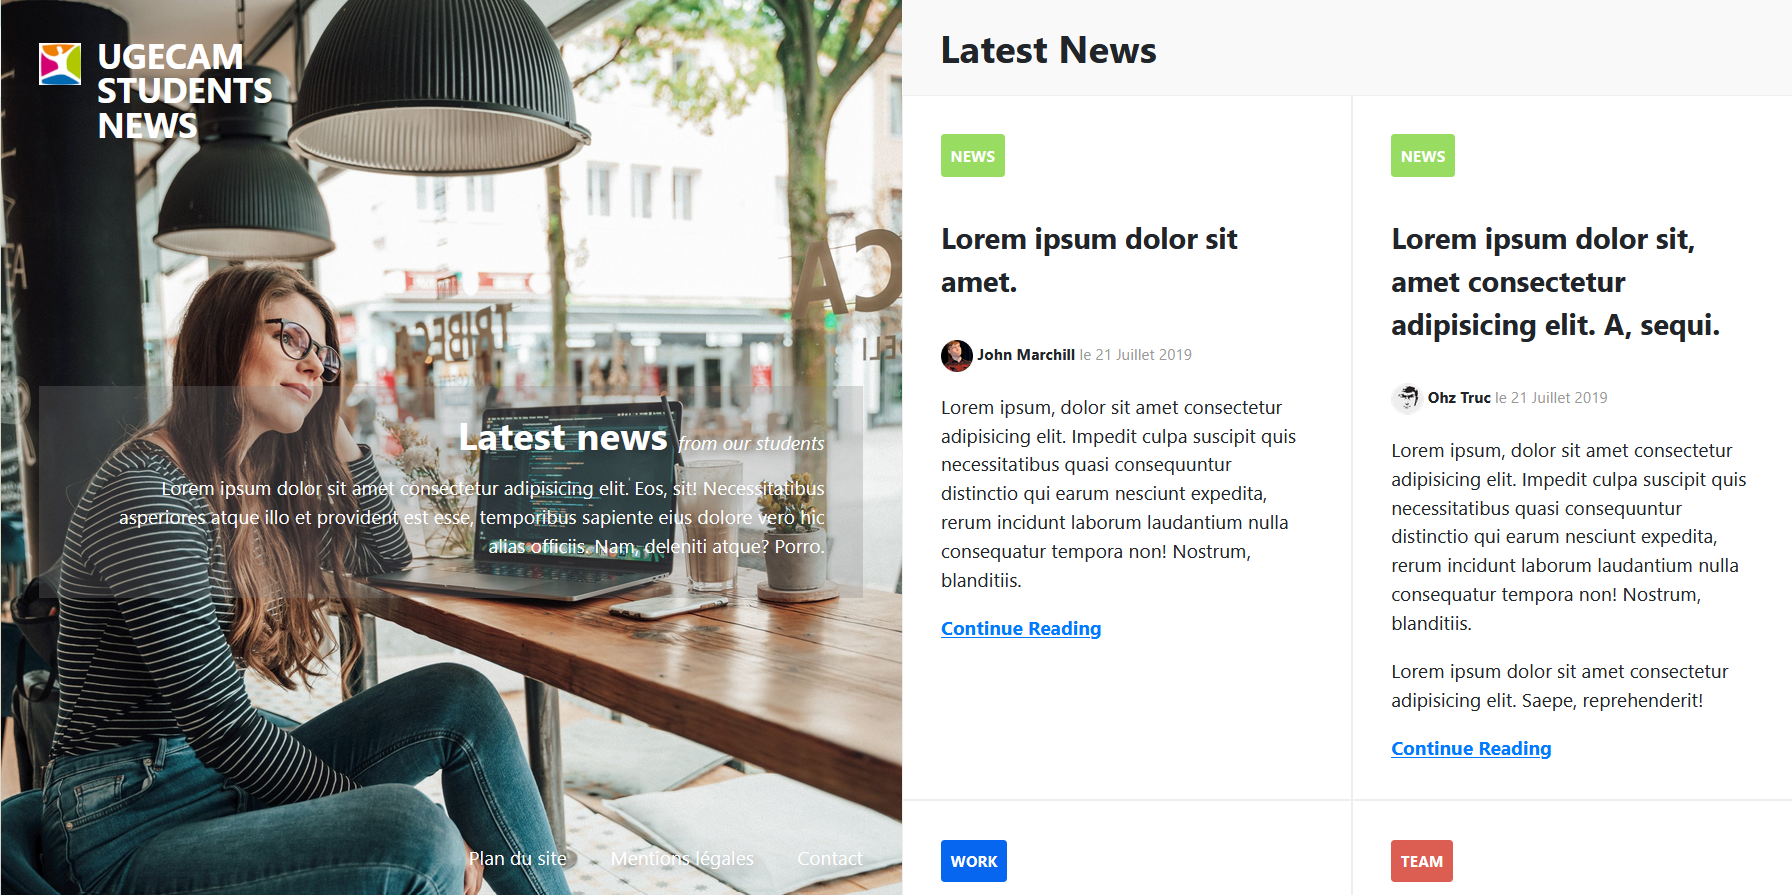 UGECAM
STUDENTS
NEWS
TRIBECA
CA
Latest news from our students
Lorem ipsum dolor sit amet consectetur adipisicing elit. Eos, sit! Necessitatibus
asperiores atque illo et provident est esse, temporibus sapiente eius dolore vero hic
alias officiis. Nam, deleniti atque? Porro.
Plan du site
Mentions légales
Contact
Latest News
NEWS
Lorem ipsum dolor sit
amet.
John Marchill le 21 Juillet 2019
Lorem ipsum, dolor sit amet consectetur
adipisicing elit. Impedit culpa suscipit quis
necessitatibus quasi consequuntur
distinctio qui earum nesciunt expedita,
rerum incidunt laborum laudantium nulla
consequatur tempora non! Nostrum,
blanditiis.
Continue Reading
NEWS
Lorem ipsum dolor sit,
amet consectetur
adipisicing elit. A, sequi.
Ohz Truc le 21 Juillet 2019
Lorem ipsum, dolor sit amet consectetur
adipisicing elit. Impedit culpa suscipit quis
necessitatibus quasi consequuntur
distinctio qui earum nesciunt expedita,
rerum incidunt laborum laudantium nulla
consequatur tempora non! Nostrum,
blanditiis.
Lorem ipsum dolor sit amet consectetur
adipisicing elit. Saepe, reprehenderit!
Continue Reading
WORK
TEAM